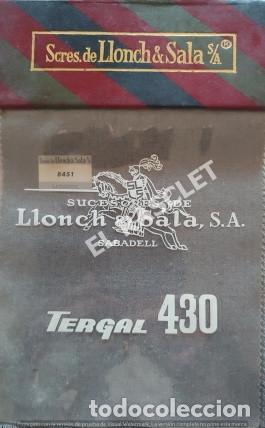 Scres. de Llonch & Sala S/A ®
8451
SUCESORES DE
Llonch & Sala, S.A.
SABADELL
TERGAL 430
todocoleccion